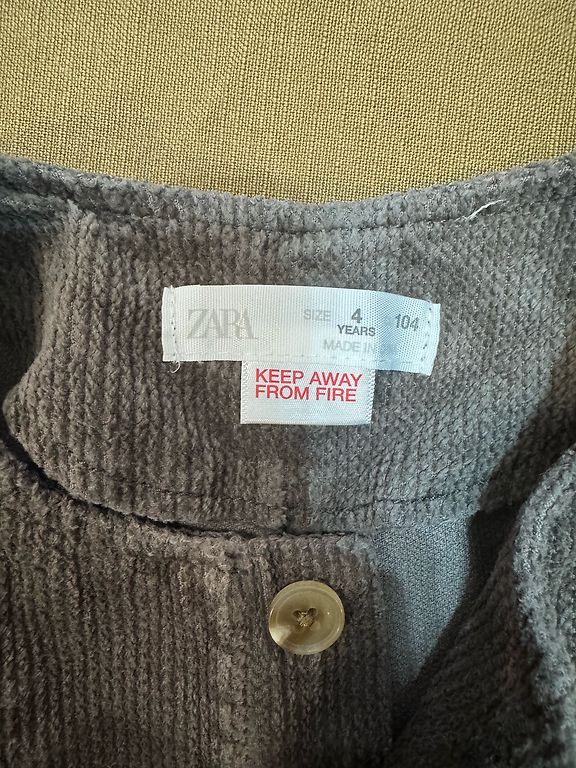 ZARA
SIZE 4 YEARS 104
MADE IN
KEEP AWAY
FROM FIRE